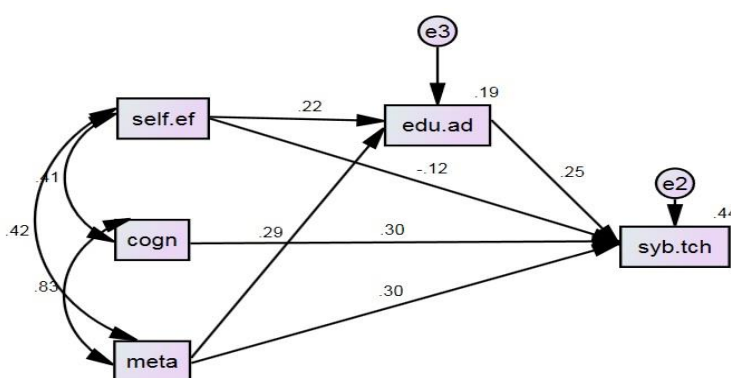 e3
.19
self.ef
.22
edu.ad
-.12
.25
e2
.41
.44
.42
cogn
.29
.30
syb.tch
.83
.30
meta